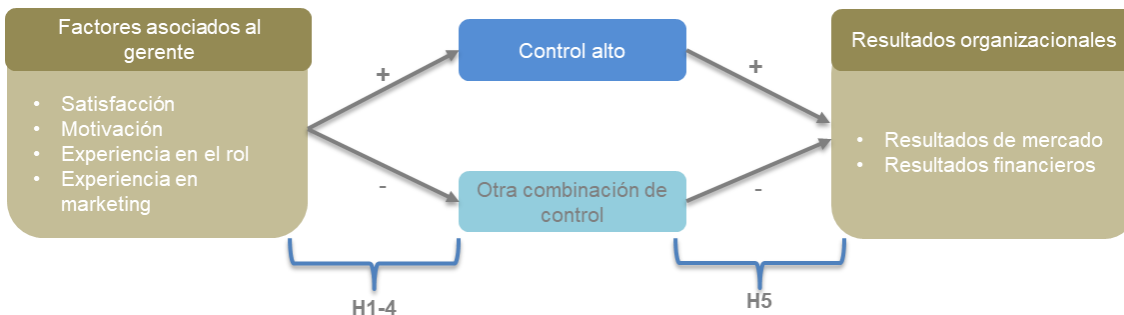 Factores asociados al
gerente
• Satisfacción
• Motivación
• Experiencia en el rol
• Experiencia en
marketing
+
-
Control alto
Otra combinación de
control
+
-
Resultados organizacionales
• Resultados de mercado
• Resultados financieros
H1-4
H5